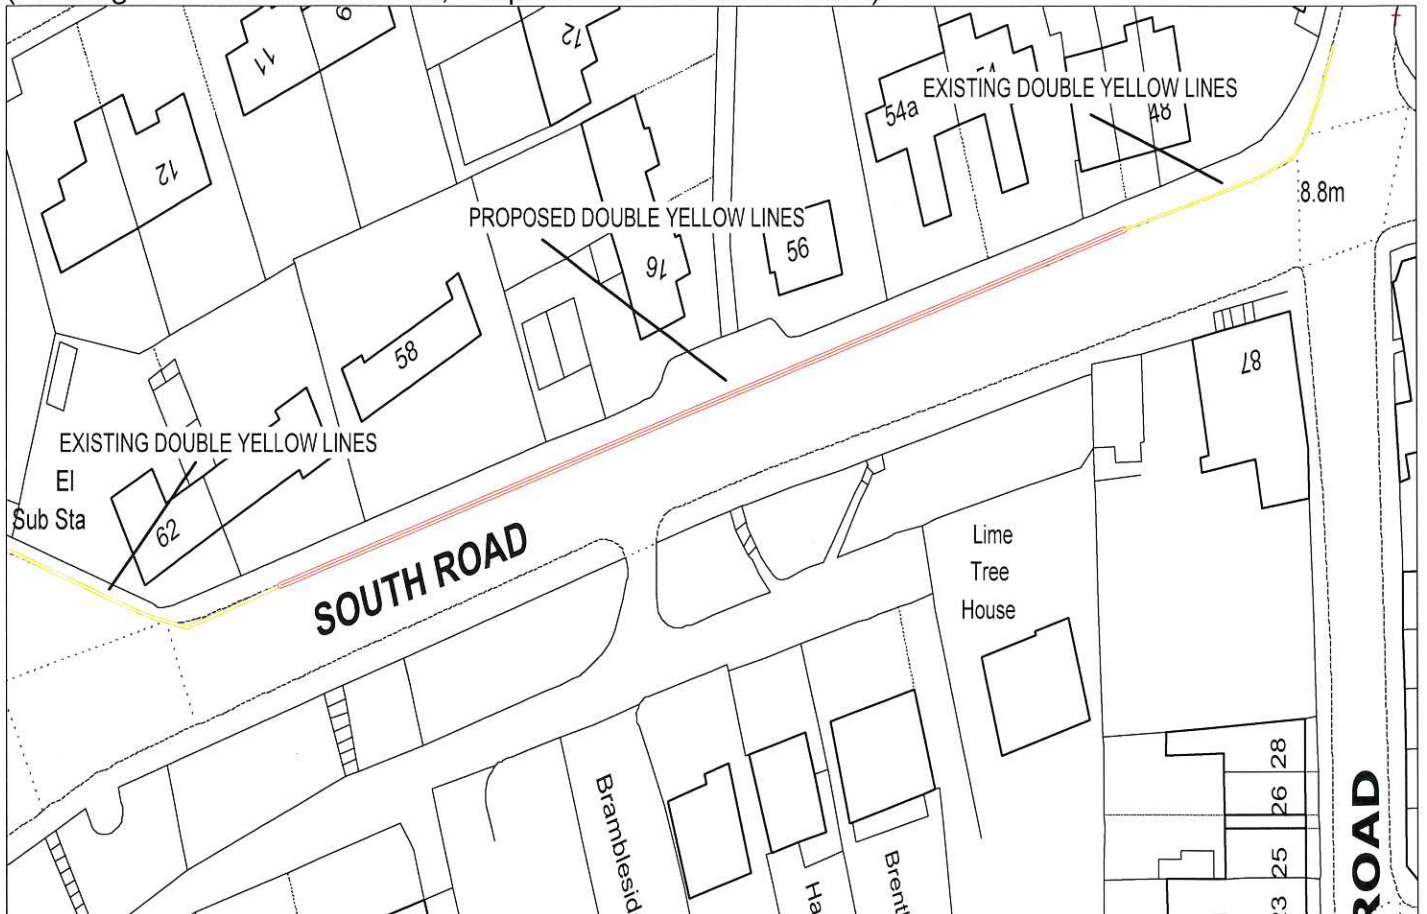 11
9
72
54a
EXISTING DOUBLE YELLOW LINES
48
12
8.8m
PROPOSED DOUBLE YELLOW LINES
56
76
58
87
EXISTING DOUBLE YELLOW LINES
El
Sub Sta
62
SOUTH ROAD
Lime
Tree
House
28
26
25
ROAD